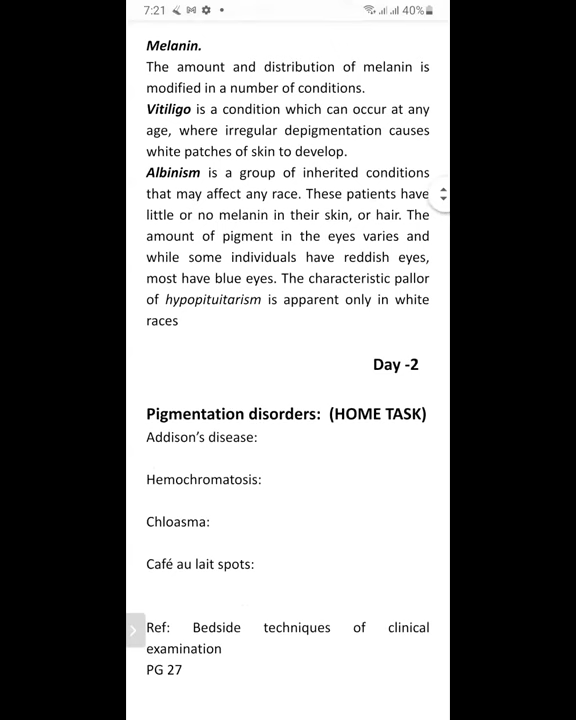 7:21 40%
Melanin.
The amount and distribution of melanin is
modified in a number of conditions.
Vitiligo is a condition which can occur at any
age, where irregular depigmentation causes
white patches of skin to develop.
Albinism is a group of inherited conditions
that may affect any race. These patients have
little or no melanin in their skin, or hair. The
amount of pigment in the eyes varies and
while some individuals have reddish eyes,
most have blue eyes. The characteristic pallor
of hypopituitarism is apparent only in white
races
Day -2
Pigmentation disorders: (HOME TASK)
Addison’s disease:
Hemochromatosis:
Chloasma:
Café au lait spots:
Ref: Bedside techniques of clinical
examination
PG 27